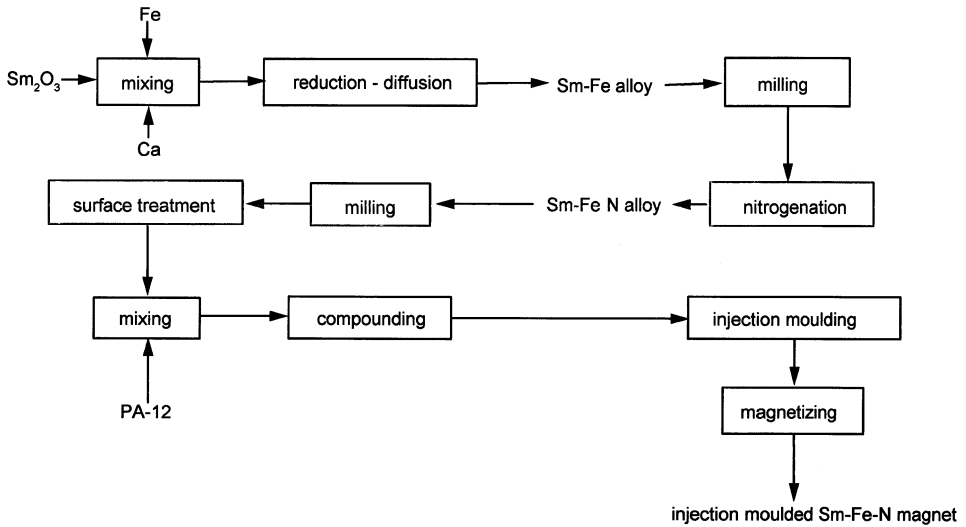 Fe
Sm₂O₃
mixing
reduction - diffusion
Sm-Fe alloy
milling
Ca
surface treatment
milling
Sm-Fe N alloy
nitrogenation
mixing
compounding
injection moulding
PA-12
magnetizing
injection moulded Sm-Fe-N magnet